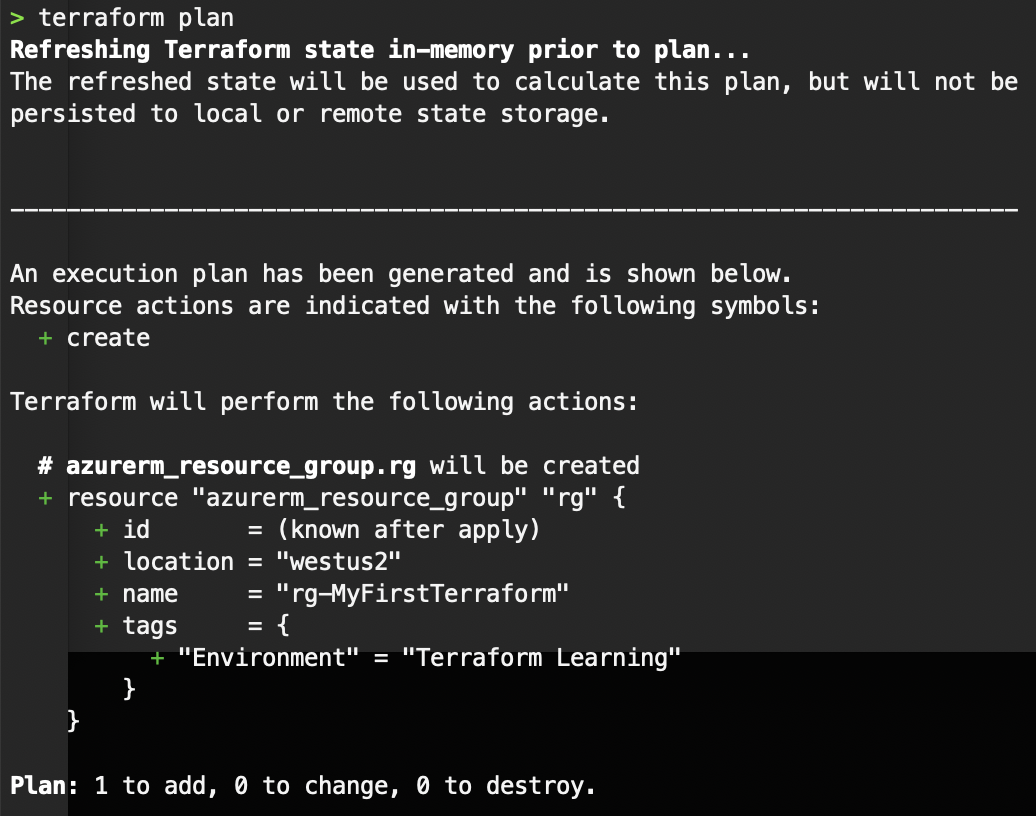 > terraform plan
Refreshing Terraform state in-memory prior to plan...
The refreshed state will be used to calculate this plan, but will not be
persisted to local or remote state storage.
------------------------------------------------------------------------
An execution plan has been generated and is shown below.
Resource actions are indicated with the following symbols:
  + create
Terraform will perform the following actions:
  # azurerm_resource_group.rg will be created
  + resource "azurerm_resource_group" "rg" {
      + id       = (known after apply)
      + location = "westus2"
      + name     = "rg-MyFirstTerraform"
      + tags     = {
          + "Environment" = "Terraform Learning"
        }
    }
Plan: 1 to add, 0 to change, 0 to destroy.